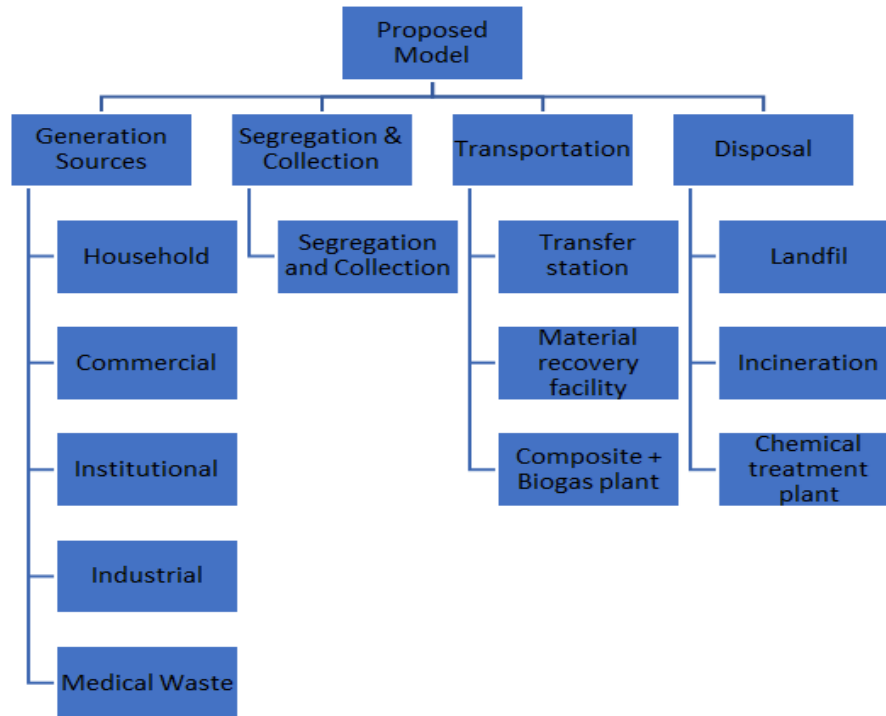 Proposed
Model
Generation
Sources
Segregation &
Collection
Transportation
Disposal
Household
Commercial
Institutional
Industrial
Medical Waste
Segregation
and Collection
Transfer
station
Material
recovery
facility
Composite +
Biogas plant
Landfil
Incineration
Chemical
treatment
plant